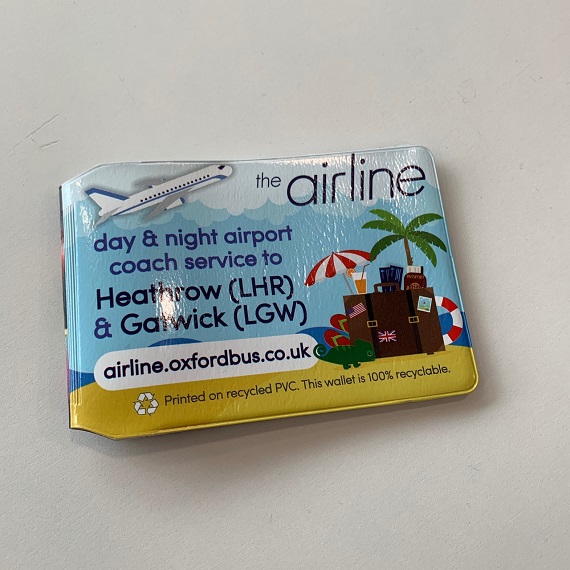 the airline
day & night airport
coach service to
Heathrow (LHR)
& Gatwick (LGW)
airline.oxfordbus.co.uk
Printed on recycled PVC. This wallet is 100% recyclable.